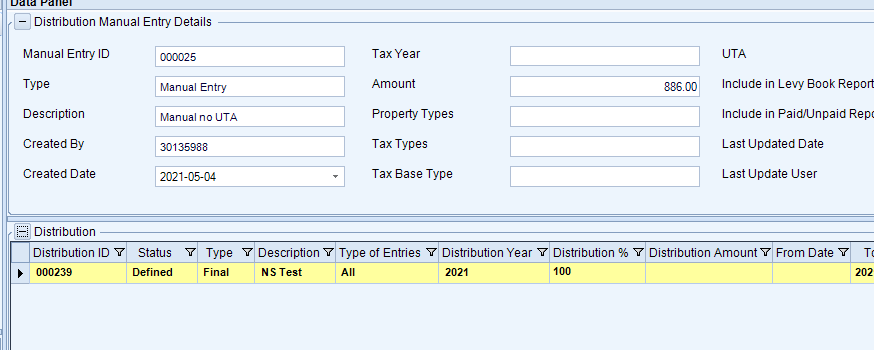 Data Panel
Distribution Manual Entry Details
Manual Entry ID 000025 Tax Year UTA
Type Manual Entry Amount 886.00 Include in Levy Book Report
Description Manual no UTA Property Types Include in Paid/Unpaid Repo
Created By 30135988 Tax Types Last Updated Date
Created Date 2021-05-04 Tax Base Type Last Update User
Distribution
Distribution ID Status Type Description Type of Entries Distribution Year Distribution % Distribution Amount From Date To
000239 Defined Final NS Test All 2021 100 202